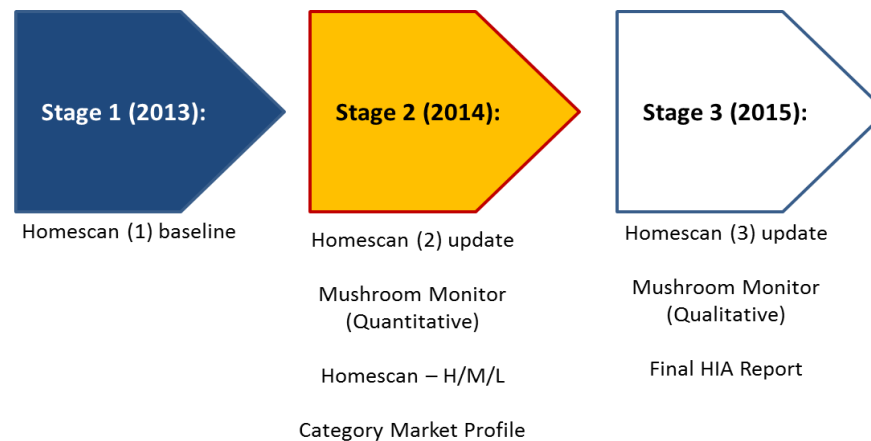 Stage 1 (2013):
Homescan (1) baseline
Stage 2 (2014):
Homescan (2) update
Mushroom Monitor
(Quantitative)
Homescan – H/M/L
Category Market Profile
Stage 3 (2015):
Homescan (3) update
Mushroom Monitor
(Qualitative)
Final HIA Report